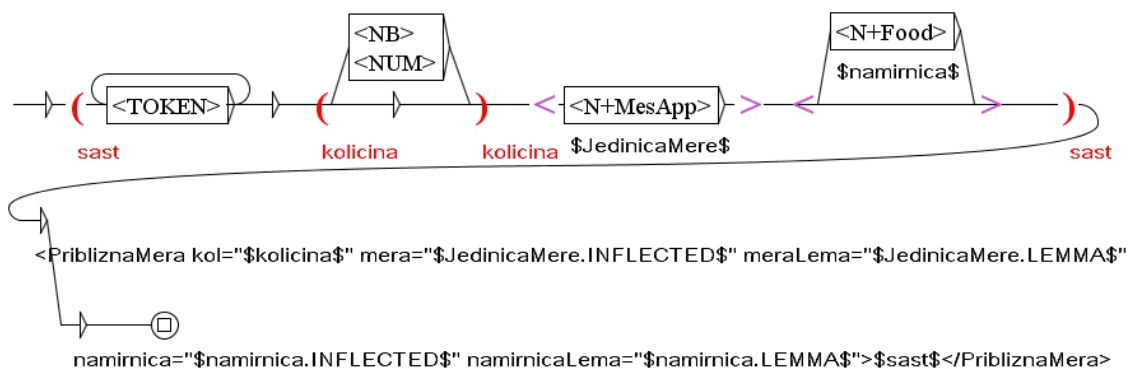 <NB>
<NUM>
<N+Food>
$namirnica$
( <TOKEN> ( ) < <N+MesApp> > < > )
sast kolicina kolicina $JedinicaMere$ sast
<PribliznaMera kol="$kolicina$" mera="$JedinicaMere.INFLECTED$" meraLema="$JedinicaMere.LEMMA$"
namirnica="$namirnica.INFLECTED$" namirnicaLema="$namirnica.LEMMA$">$sast$</PribliznaMera>